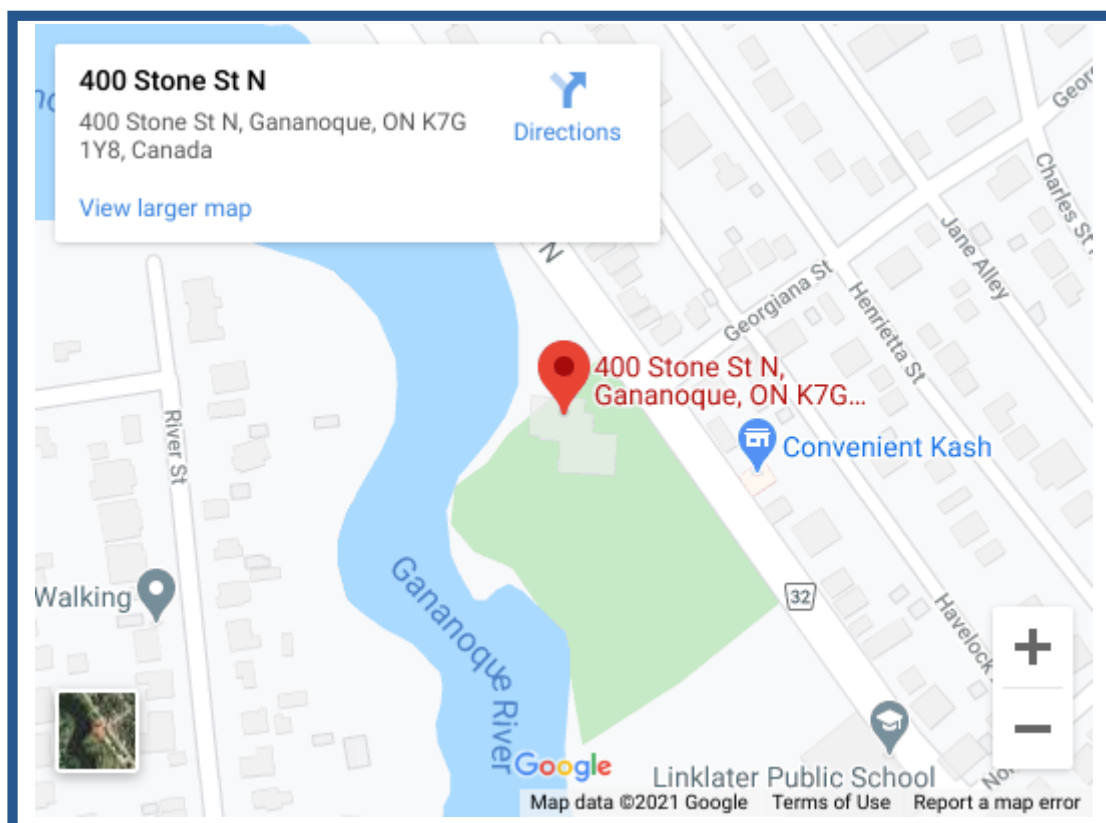 400 Stone St N
400 Stone St N, Gananoque, ON K7G
1Y8, Canada
Directions
View larger map
N
Geor
Charles St
Jane Alley
Georgiana St
Henrietta St
400 Stone St N,
Gananoque, ON K7G...
River St
Convenient Kash
Gananoque River
Walking
32
Havelock
Linklater Public School
Nor
Google
Map data ©2021 Google Terms of Use Report a map error